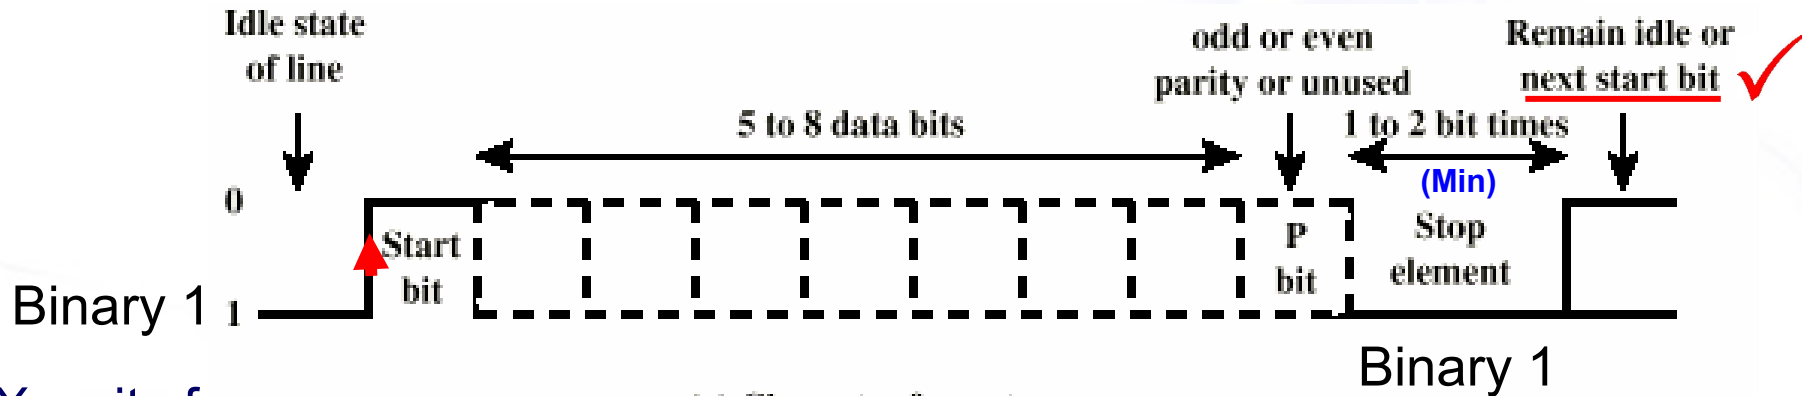 Idle state
of line
odd or even
parity or unused
Remain idle or
next start bit
5 to 8 data bits
1 to 2 bit times
(Min)
0
Start
bit
P
bit
Stop
element
Binary 1
1
Binary 1